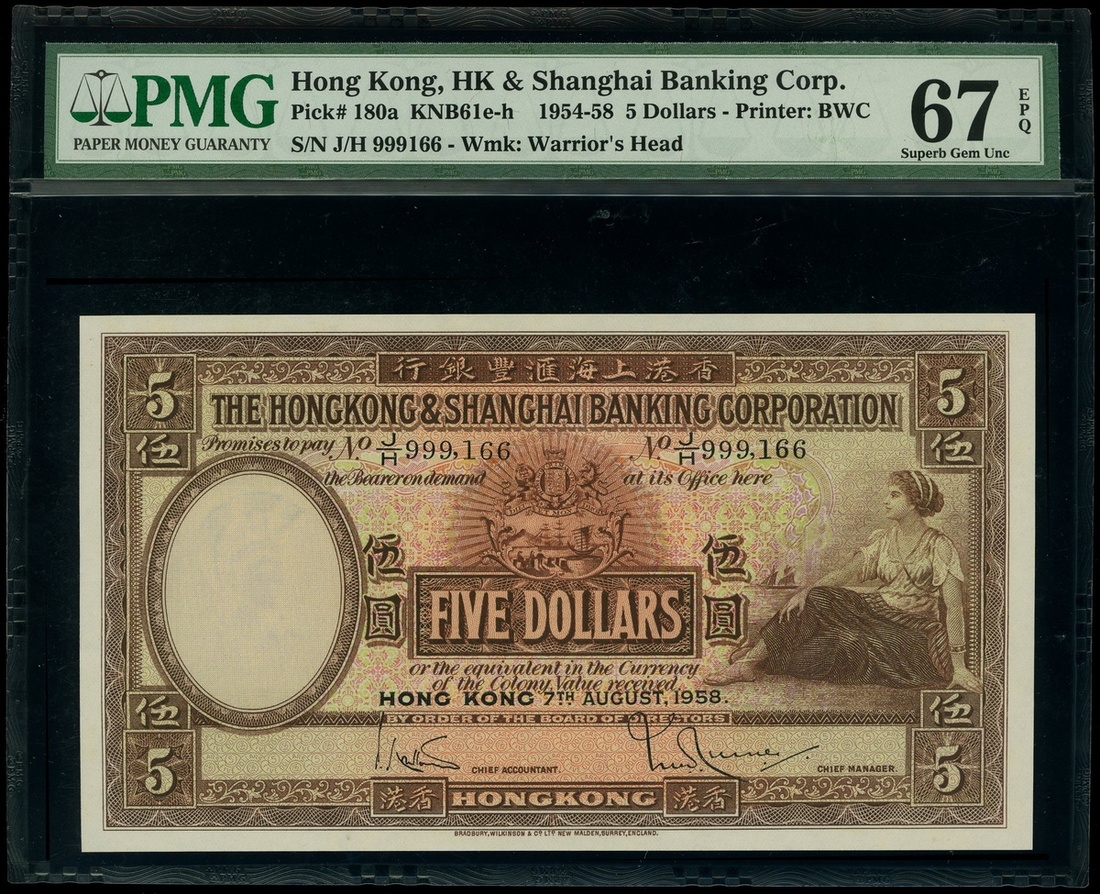 PMG
PAPER MONEY GUARANTY
Hong Kong, HK & Shanghai Banking Corp.
Pick# 180a KNB61e-h 1954-58 5 Dollars - Printer: BWC
S/N J/H 999166 - Wmk: Warrior's Head
67
EPQ
Superb Gem Unc
行銀豐滙海上港香
5
5
THE HONGKONG & SHANGHAI BANKING CORPORATION
伍
伍
Promises to pay No. J/H 999,166 No. J/H 999,166
the Bearer on demand at its Office here
伍圓
伍圓
FIVE DOLLARS
or the equivalent in the Currency
of the Colony Value received
HONG KONG 7TH AUGUST, 1958.
BY ORDER OF THE BOARD OF DIRECTORS
伍
伍
5
5
CHIEF ACCOUNTANT. CHIEF MANAGER.
港香 HONGKONG 港香
BRADBURY, WILKINSON & Co LTD NEW MALDEN, SURREY, ENGLAND.